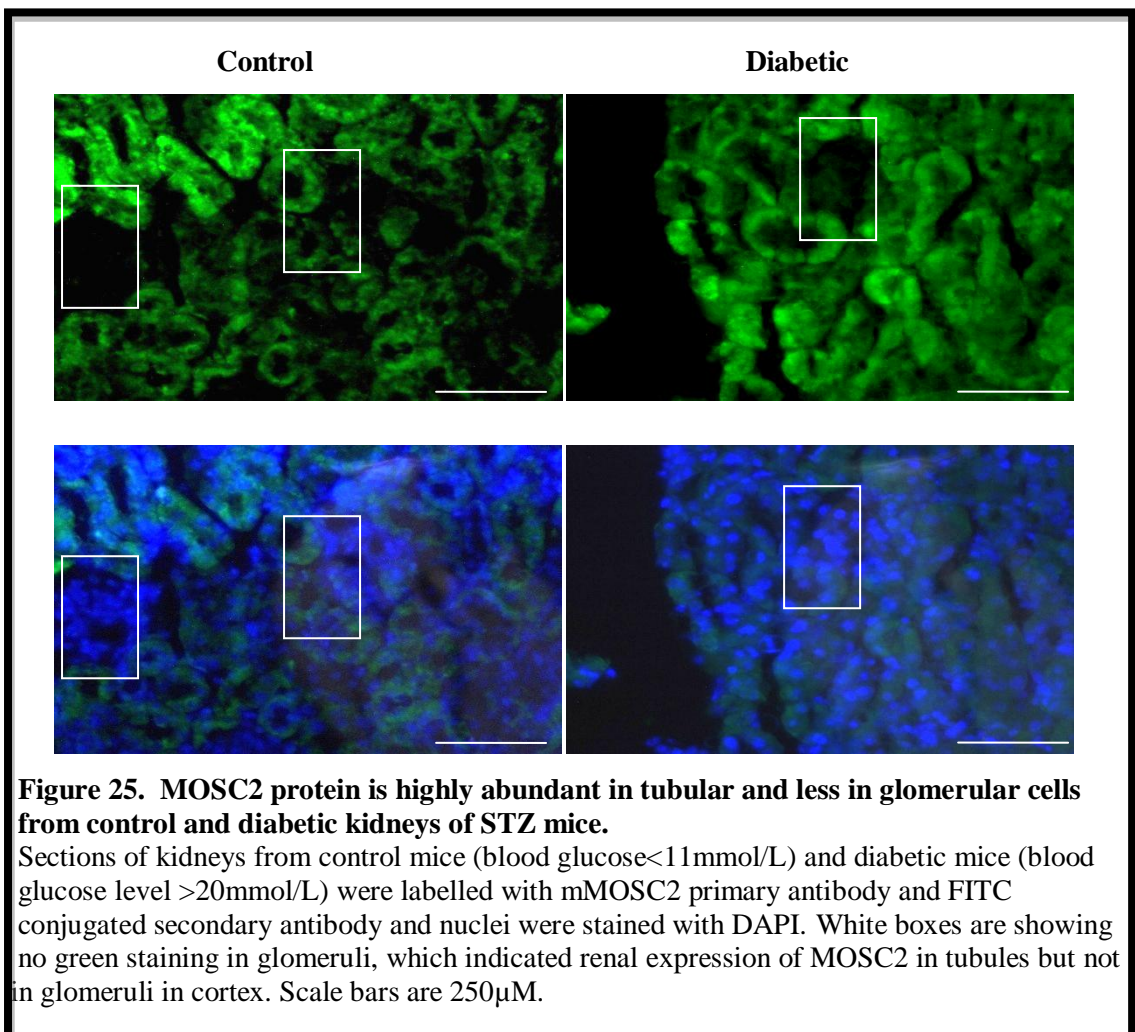 Control Diabetic
Figure 25. MOSC2 protein is highly abundant in tubular and less in glomerular cells
from control and diabetic kidneys of STZ mice.
Sections of kidneys from control mice (blood glucose<11mmol/L) and diabetic mice (blood
glucose level >20mmol/L) were labelled with mMOSC2 primary antibody and FITC
conjugated secondary antibody and nuclei were stained with DAPI. White boxes are showing
no green staining in glomeruli, which indicated renal expression of MOSC2 in tubules but not
in glomeruli in cortex. Scale bars are 250µM.